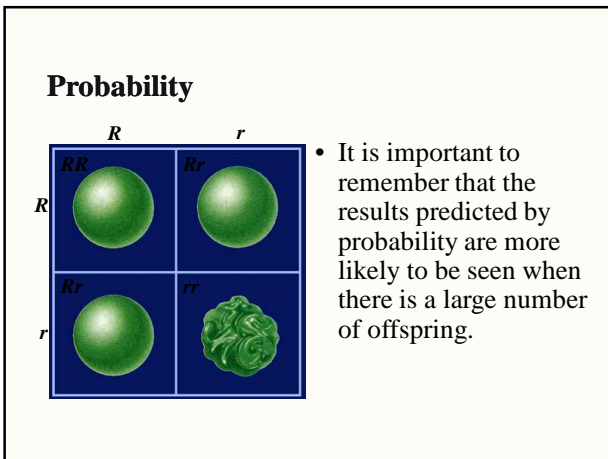 Probability
R r
RR Rr
R
Rr rr
r
• It is important to
remember that the
results predicted by
probability are more
likely to be seen when
there is a large number
of offspring.